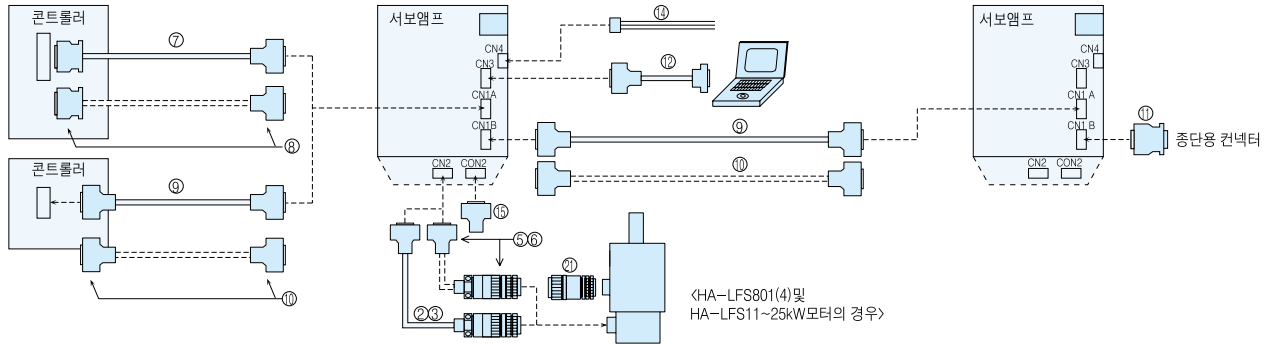 콘트롤러
⑦
⑧
콘트롤러
⑨
⑩
서보앰프
CN4
CN3
CN1A
CN1B
CN2 CON2
⑭
⑫
⑨
⑩
⑮
⑤⑥
②③
㉑
<HA-LFS801(4)및
HA-LFS11~25kW모터의 경우>
서보앰프
CN4
CN3
CN1 A
CN1 B
CN2 CON2
⑪
종단용 컨넥터